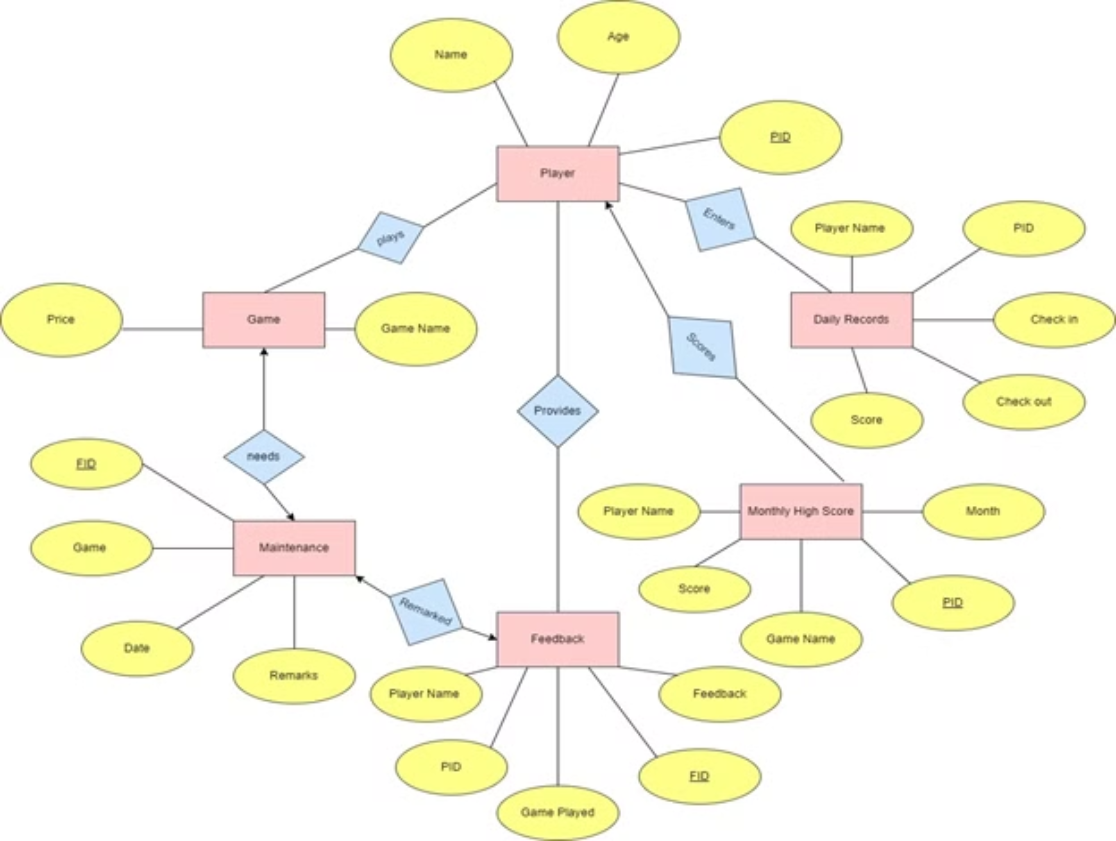 Name
Age
PID
Player
plays
Enters
Player Name
PID
Price
Game
Game Name
Daily Records
Check in
Scores
Check out
Provides
Score
FID
needs
Player Name
Monthly High Score
Month
Game
Maintenance
Score
PID
Remarked
Date
Feedback
Game Name
Remarks
Player Name
Feedback
PID
FID
Game Played